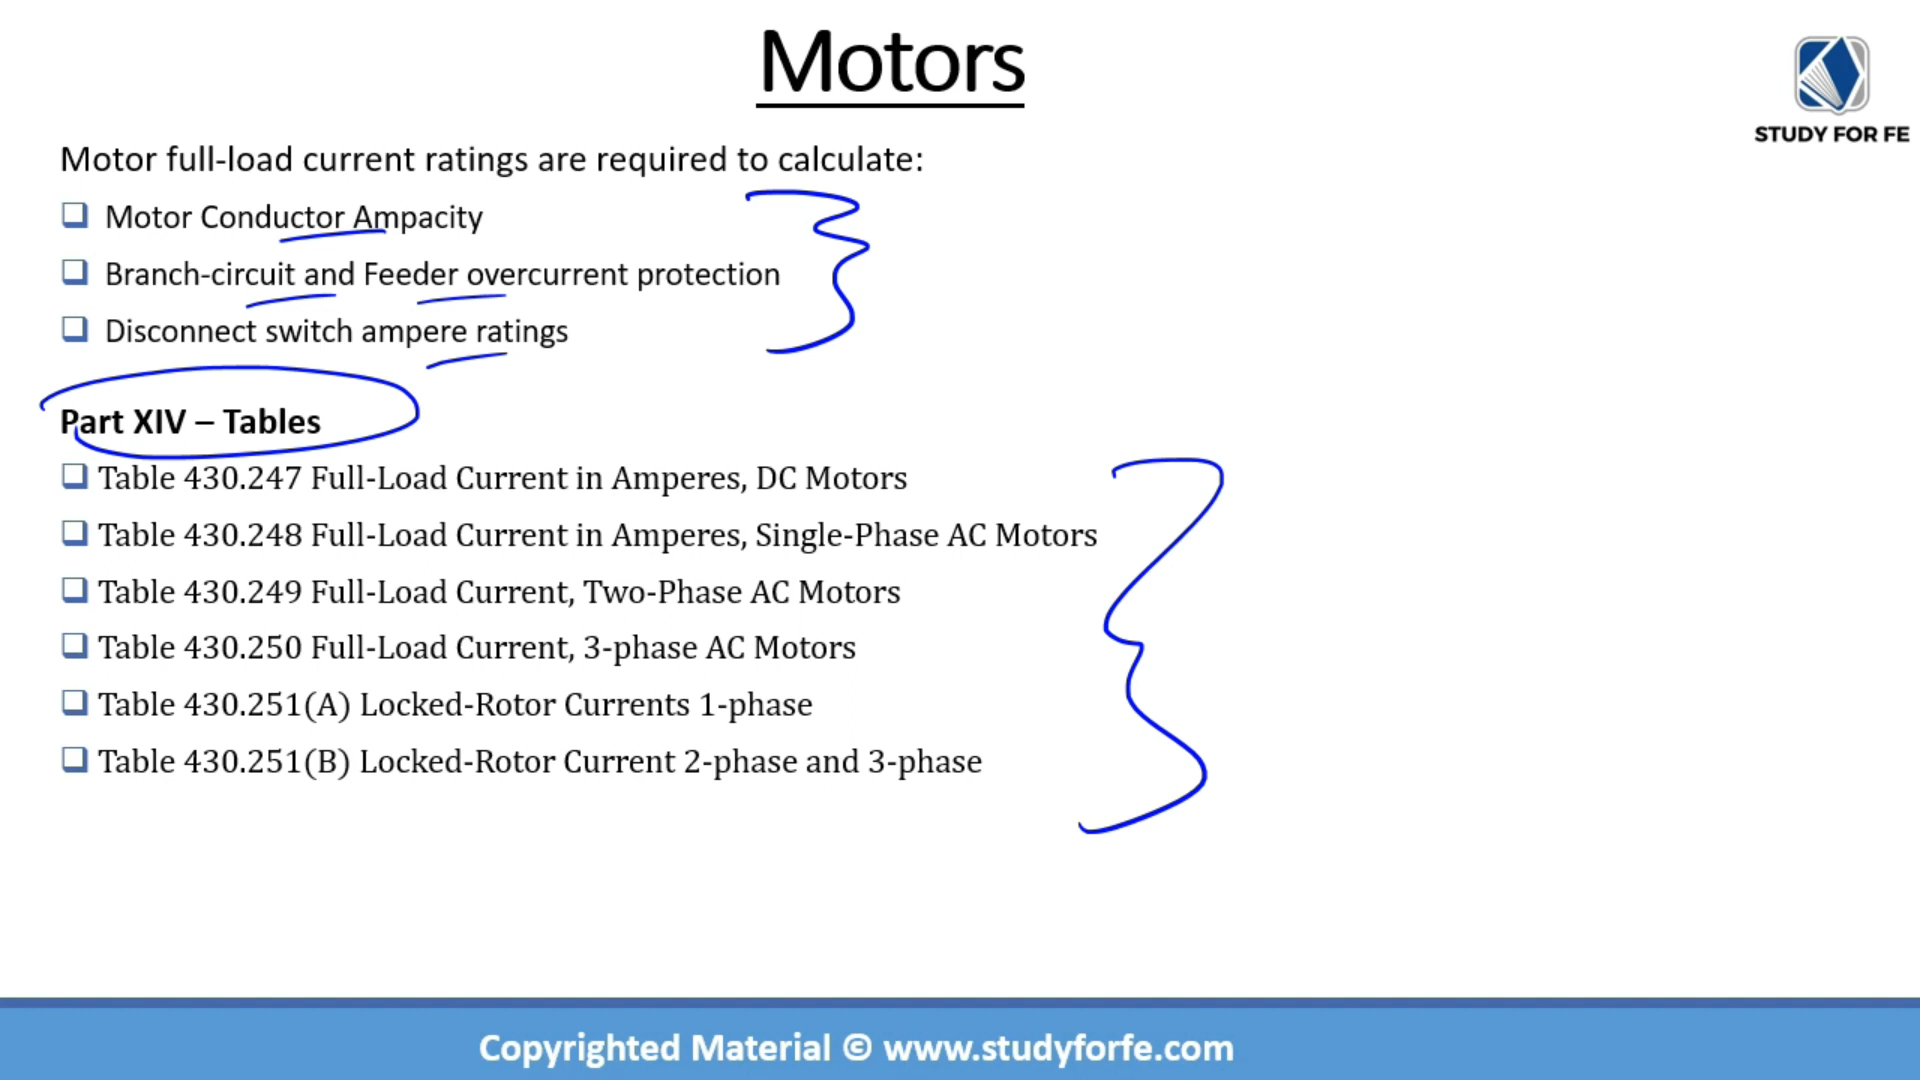 Motors
STUDY FOR FE
Motor full-load current ratings are required to calculate:
Motor Conductor Ampacity
Branch-circuit and Feeder overcurrent protection
Disconnect switch ampere ratings
Part XIV – Tables
Table 430.247 Full-Load Current in Amperes, DC Motors
Table 430.248 Full-Load Current in Amperes, Single-Phase AC Motors
Table 430.249 Full-Load Current, Two-Phase AC Motors
Table 430.250 Full-Load Current, 3-phase AC Motors
Table 430.251(A) Locked-Rotor Currents 1-phase
Table 430.251(B) Locked-Rotor Current 2-phase and 3-phase
Copyrighted Material © www.studyforfe.com